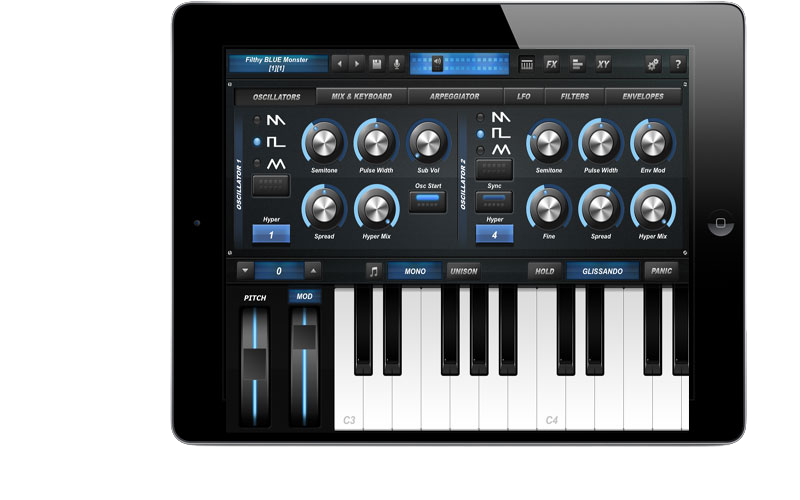 Filthy BLUE Monster
[1][1]
FX
XY
?
OSCILLATORS
MIX & KEYBOARD
ARPEGGIATOR
LFO
FILTERS
ENVELOPES
OSCILLATOR 1
Semitone
Pulse Width
Sub Vol
Osc Start
Hyper
1
Spread
Hyper Mix
OSCILLATOR 2
Semitone
Pulse Width
Env Mod
Sync
Hyper
4
Fine
Spread
Hyper Mix
0
MONO
UNISON
HOLD
GLISSANDO
PANIC
PITCH
MOD
C3
C4